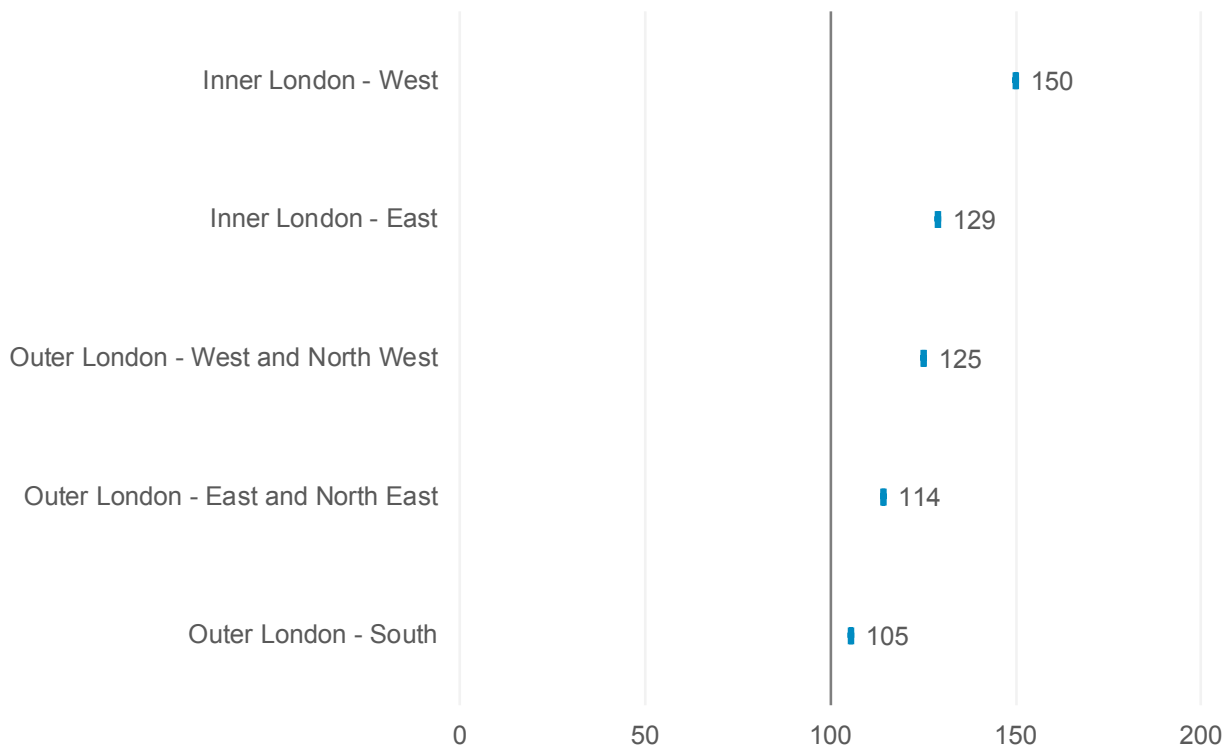 Inner London - West 150
Inner London - East 129
Outer London - West and North West 125
Outer London - East and North East 114
Outer London - South 105
0 50 100 150 200